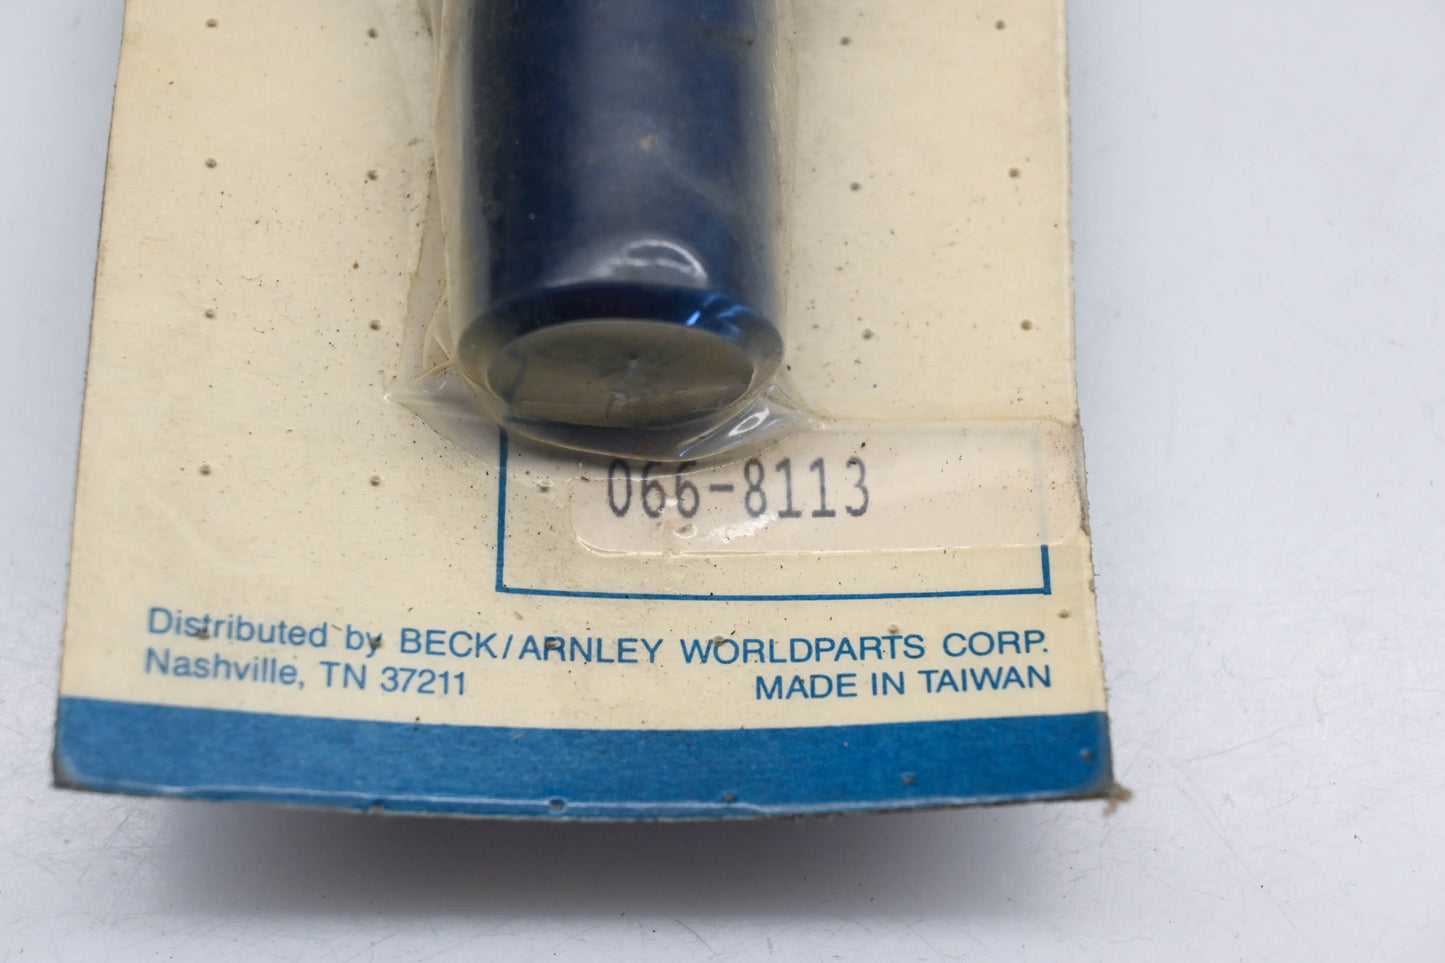 066-8113
Distributed by BECK/ARNLEY WORLDPARTS CORP.
Nashville, TN 37211
MADE IN TAIWAN